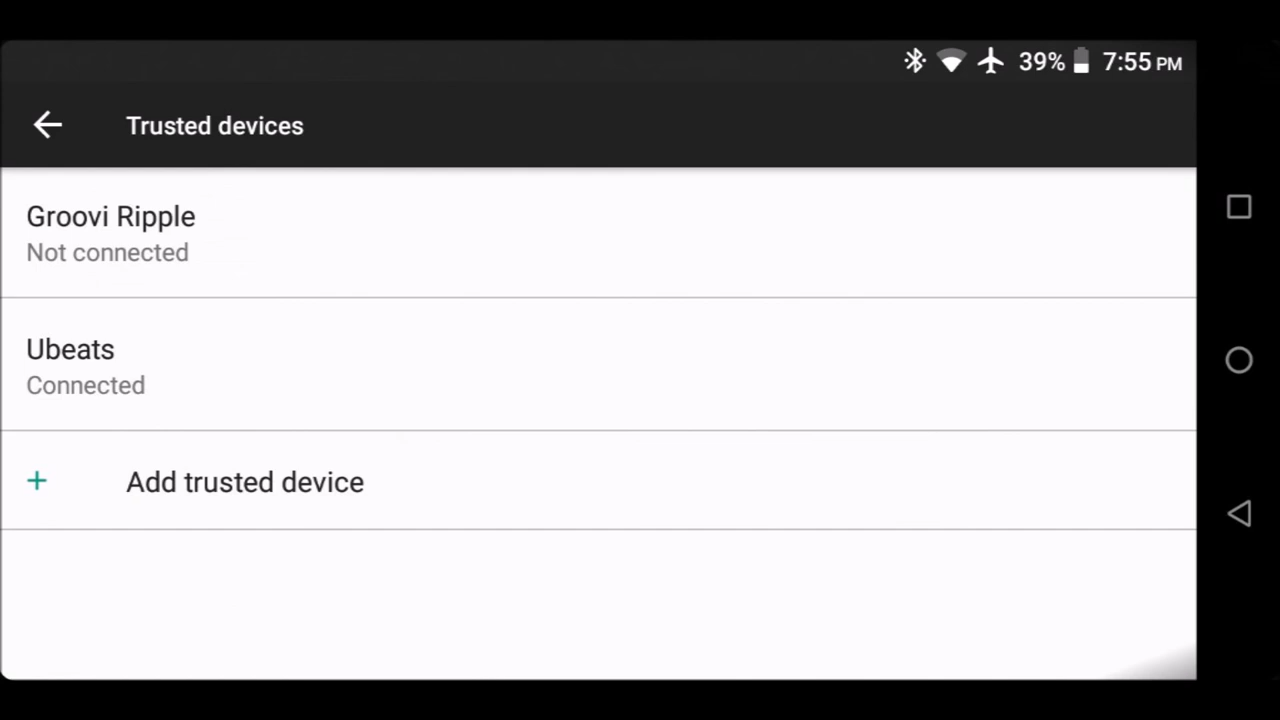 39% 7:55 PM
Trusted devices
Groovi Ripple
Not connected
Ubeats
Connected
+ Add trusted device